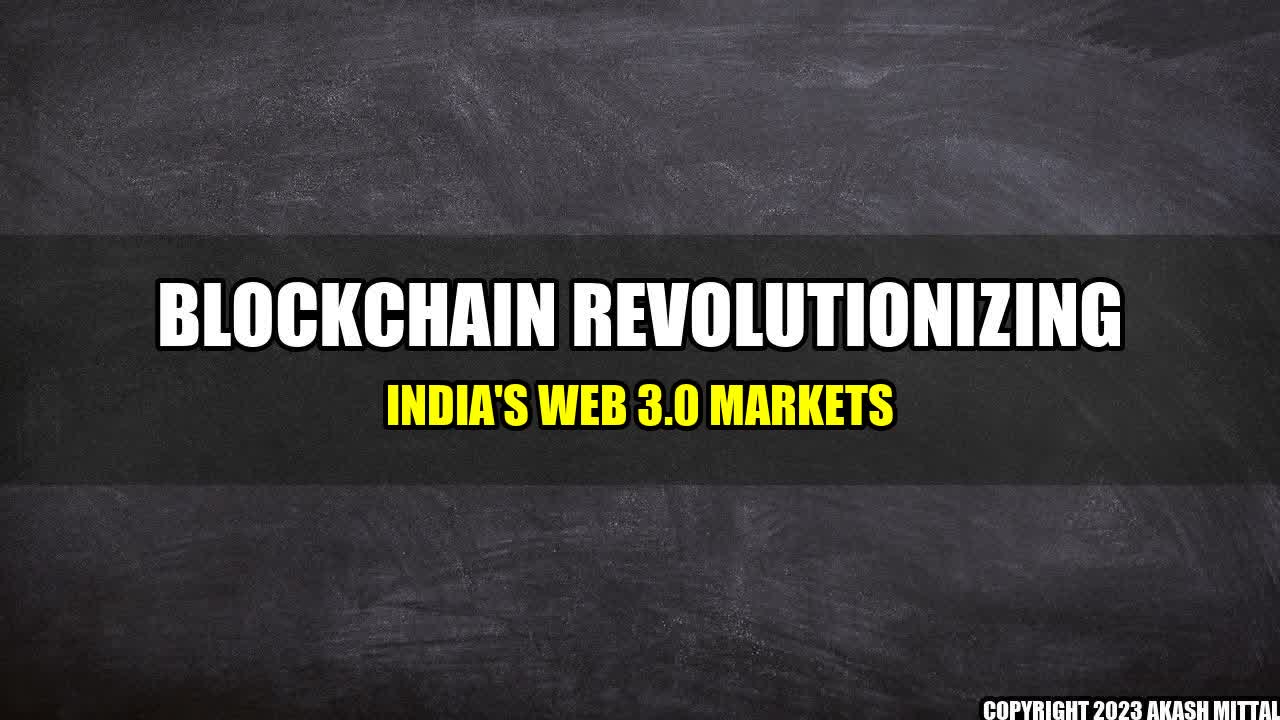 BLOCKCHAIN REVOLUTIONIZING
INDIA'S WEB 3.0 MARKETS
COPYRIGHT 2023 AKASH MITTAL